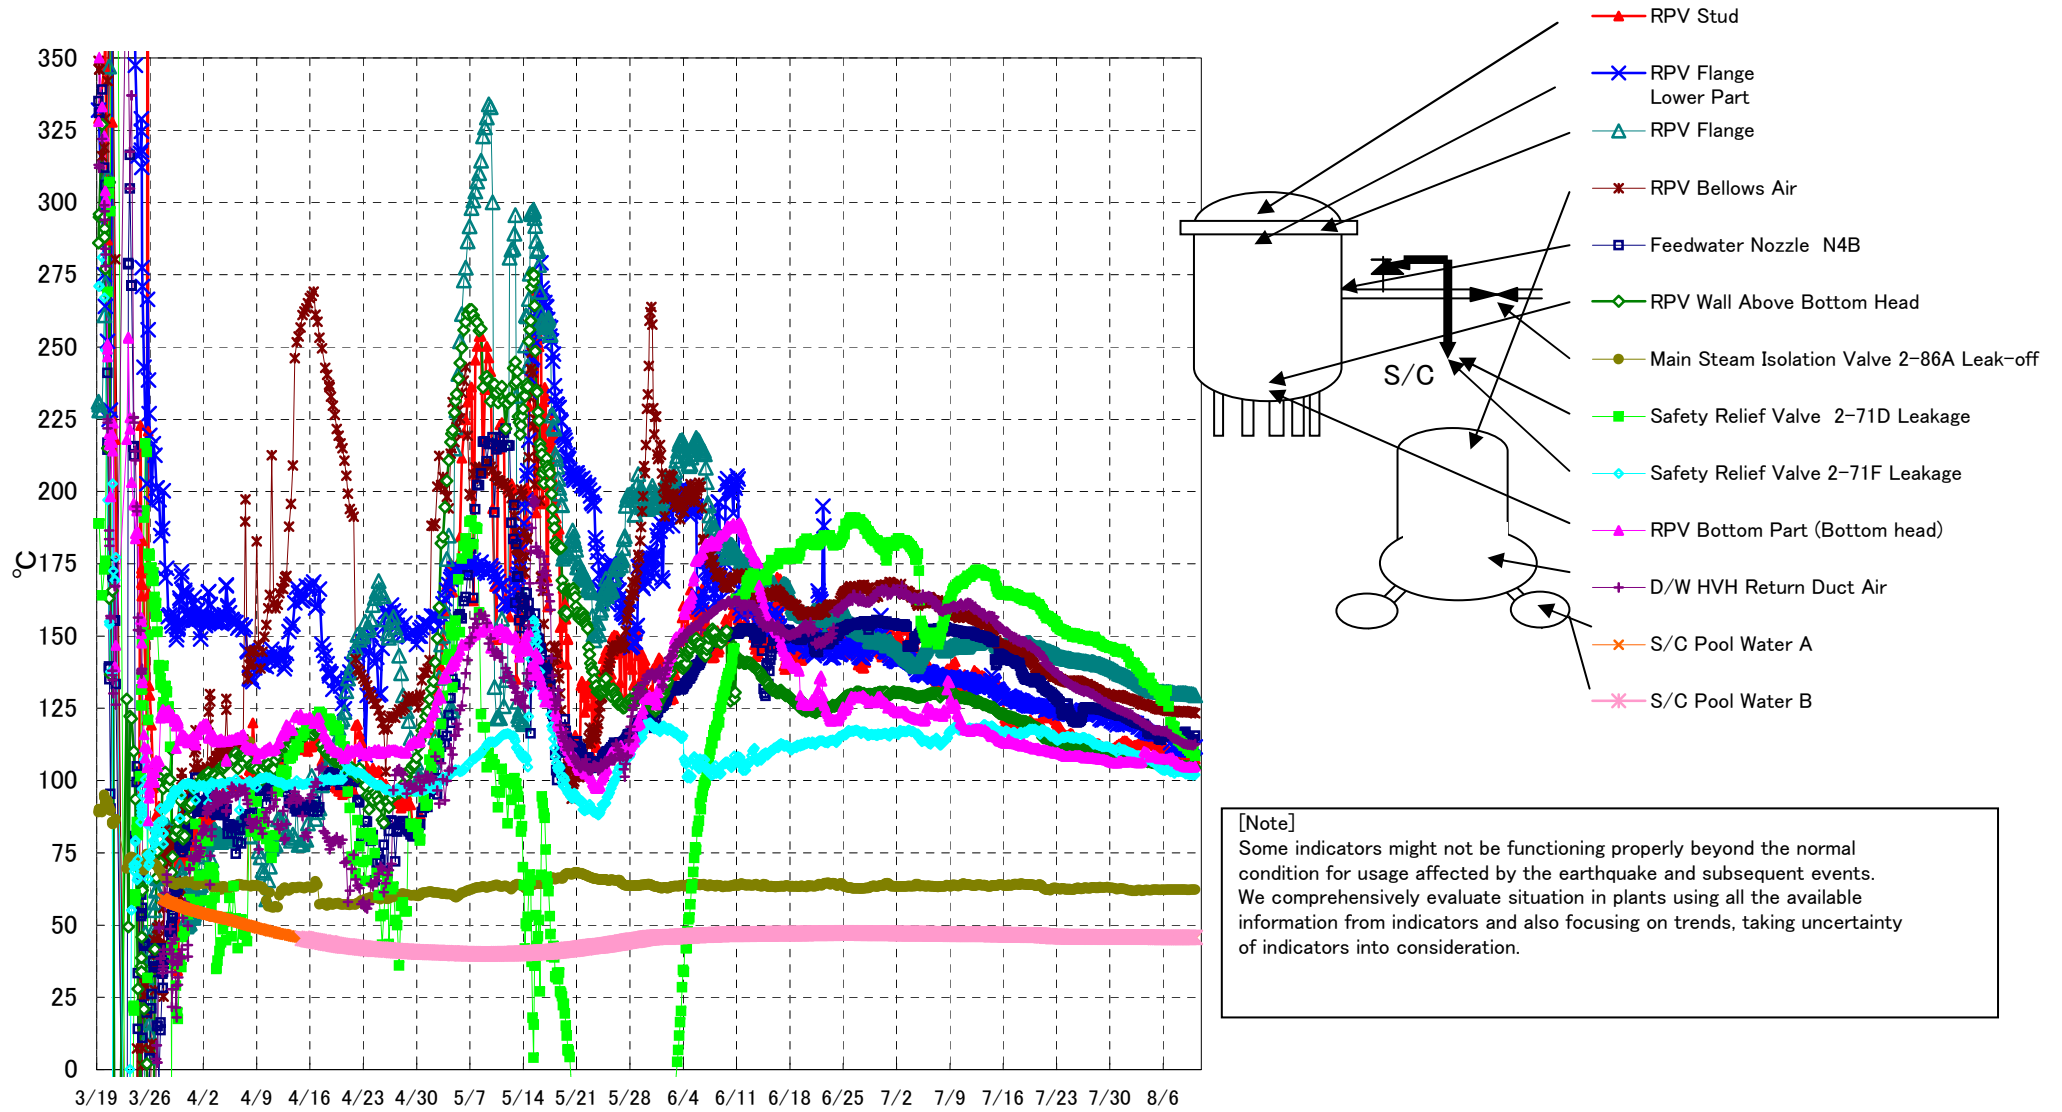 RPV Stud
RPV Flange
Lower Part
RPV Flange
RPV Bellows Air
Feedwater Nozzle N4B
RPV Wall Above Bottom Head
Main Steam Isolation Valve 2-86A Leak-off
Safety Relief Valve 2-71D Leakage
Safety Relief Valve 2-71F Leakage
RPV Bottom Part (Bottom head)
D/W HVH Return Duct Air
S/C Pool Water A
S/C Pool Water B
S/C
℃
350
325
300
275
250
225
200
175
150
125
100
75
50
25
0
3/19 3/26 4/2 4/9 4/16 4/23 4/30 5/7 5/14 5/21 5/28 6/4 6/11 6/18 6/25 7/2 7/9 7/16 7/23 7/30 8/6
[Note]
Some indicators might not be functioning properly beyond the normal
condition for usage affected by the earthquake and subsequent events.
We comprehensively evaluate situation in plants using all the available
information from indicators and also focusing on trends, taking uncertainty
of indicators into consideration.